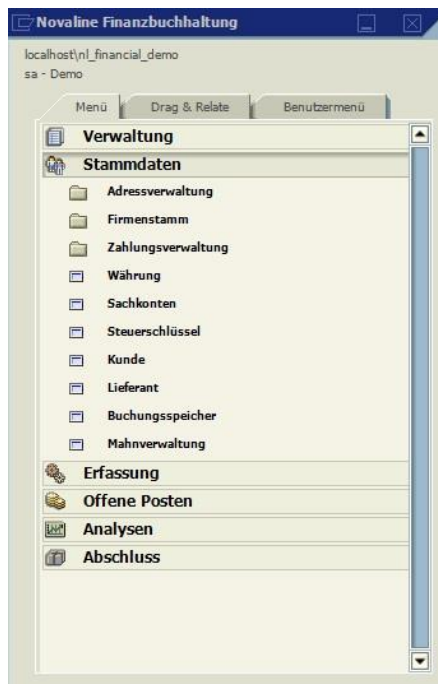 Novaline Finanzbuchhaltung
localhost\nl_financial_demo
sa - Demo
Menü Drag & Relate Benutzermenü
Verwaltung
Stammdaten
Adressverwaltung
Firmenstamm
Zahlungsverwaltung
Währung
Sachkonten
Steuerschlüssel
Kunde
Lieferant
Buchungsspeicher
Mahnverwaltung
Erfassung
Offene Posten
Analysen
Abschluss